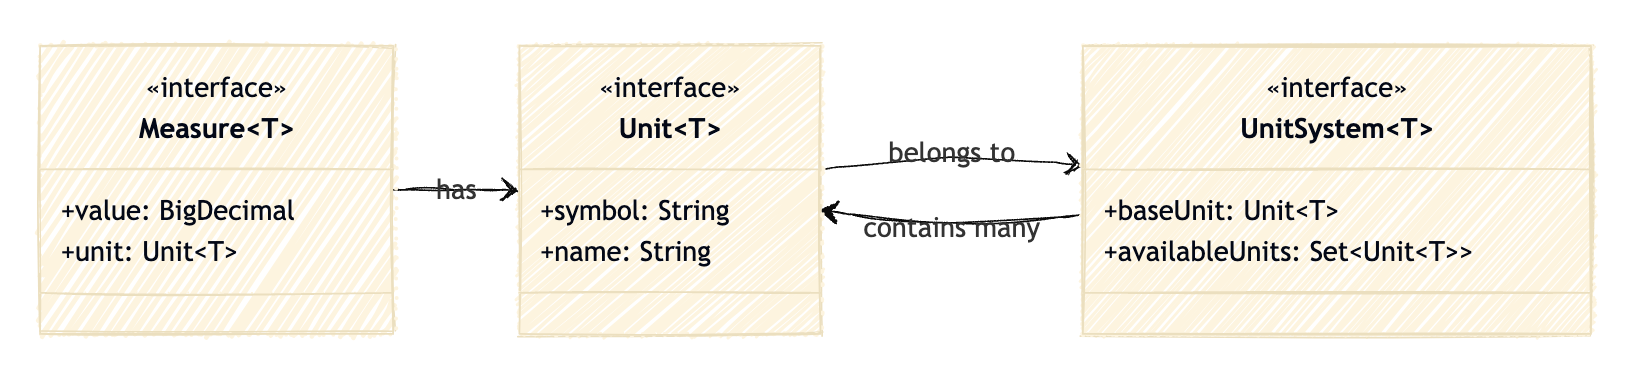 «interface»
Measure<T>
+value: BigDecimal
+unit: Unit<T>
has
«interface»
Unit<T>
+symbol: String
+name: String
belongs to
contains many
«interface»
UnitSystem<T>
+baseUnit: Unit<T>
+availableUnits: Set<Unit<T>>